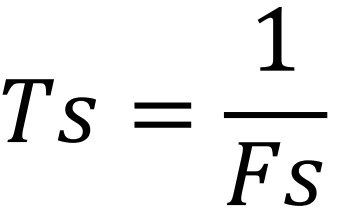 Ts = 1/Fs